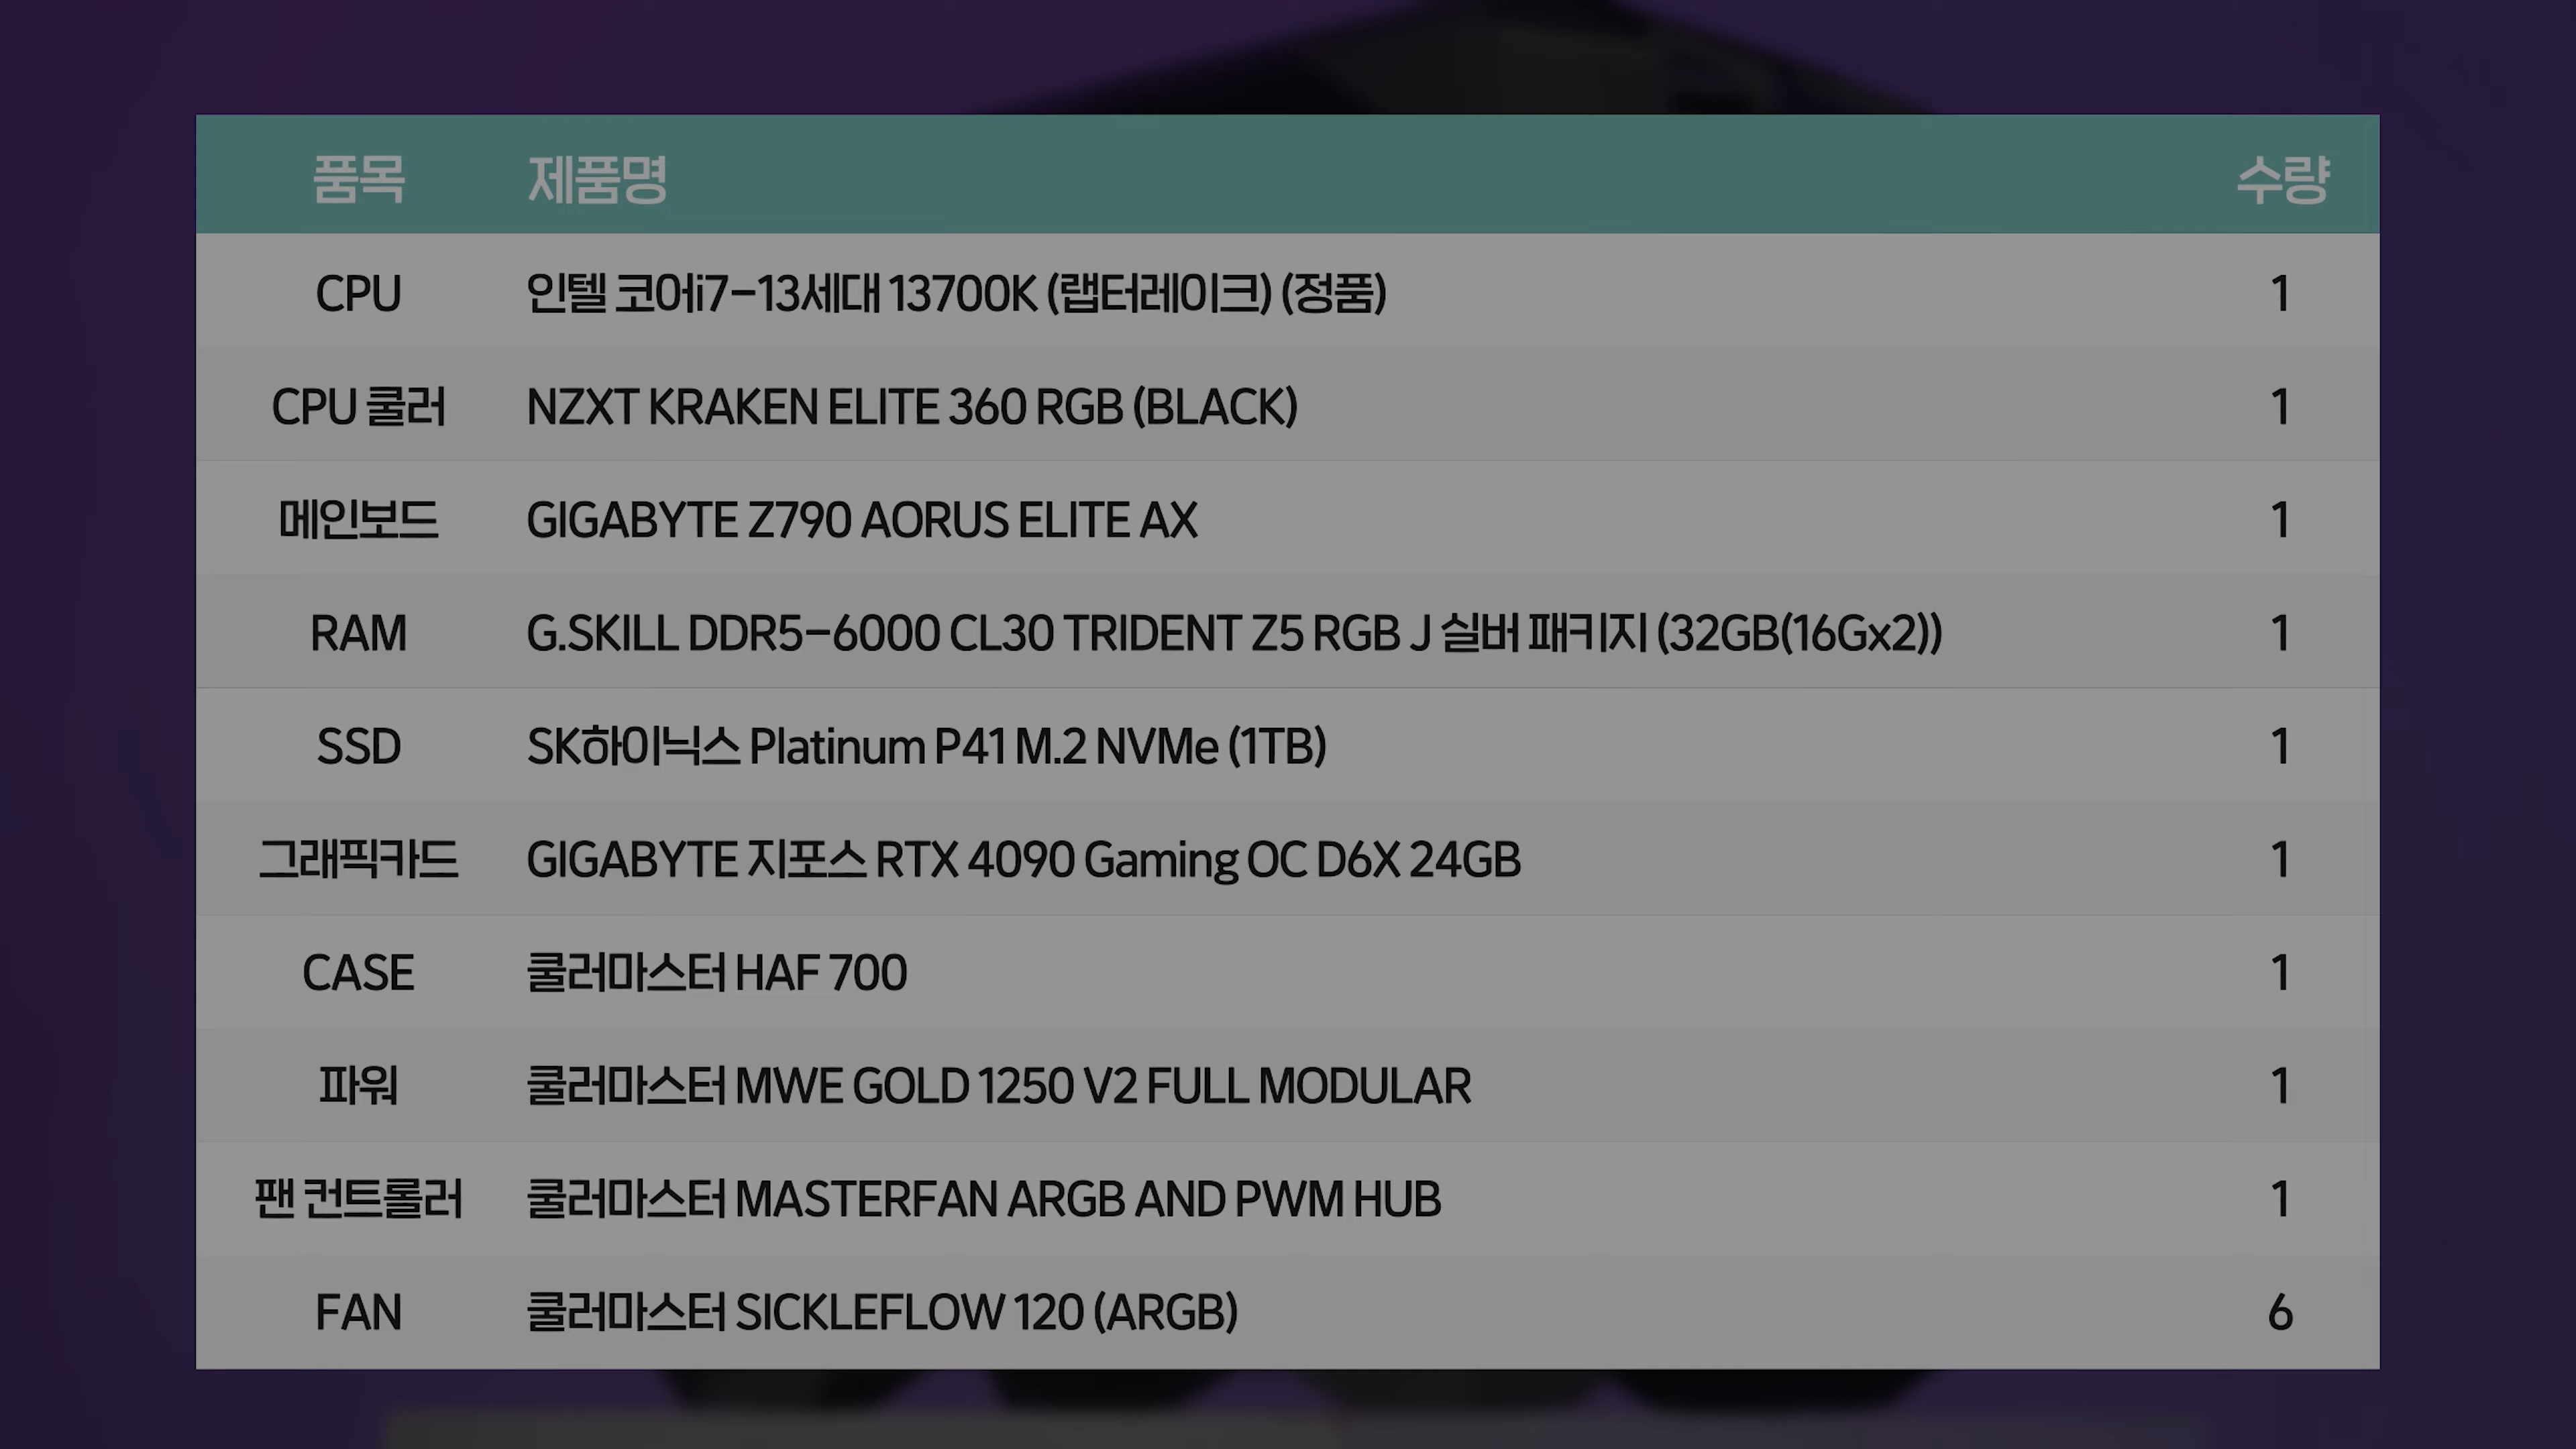 품목 제품명 수량
CPU 인텔 코어i7-13세대 13700K (랩터레이크) (정품) 1
CPU 쿨러 NZXT KRAKEN ELITE 360 RGB (BLACK) 1
메인보드 GIGABYTE Z790 AORUS ELITE AX 1
RAM G.SKILL DDR5-6000 CL30 TRIDENT Z5 RGB J 실버 패키지 (32GB(16Gx2)) 1
SSD SK하이닉스 Platinum P41 M.2 NVMe (1TB) 1
그래픽카드 GIGABYTE 지포스 RTX 4090 Gaming OC D6X 24GB 1
CASE 쿨러마스터 HAF 700 1
파워 쿨러마스터 MWE GOLD 1250 V2 FULL MODULAR 1
팬 컨트롤러 쿨러마스터 MASTERFAN ARGB AND PWM HUB 1
FAN 쿨러마스터 SICKLEFLOW 120 (ARGB) 6